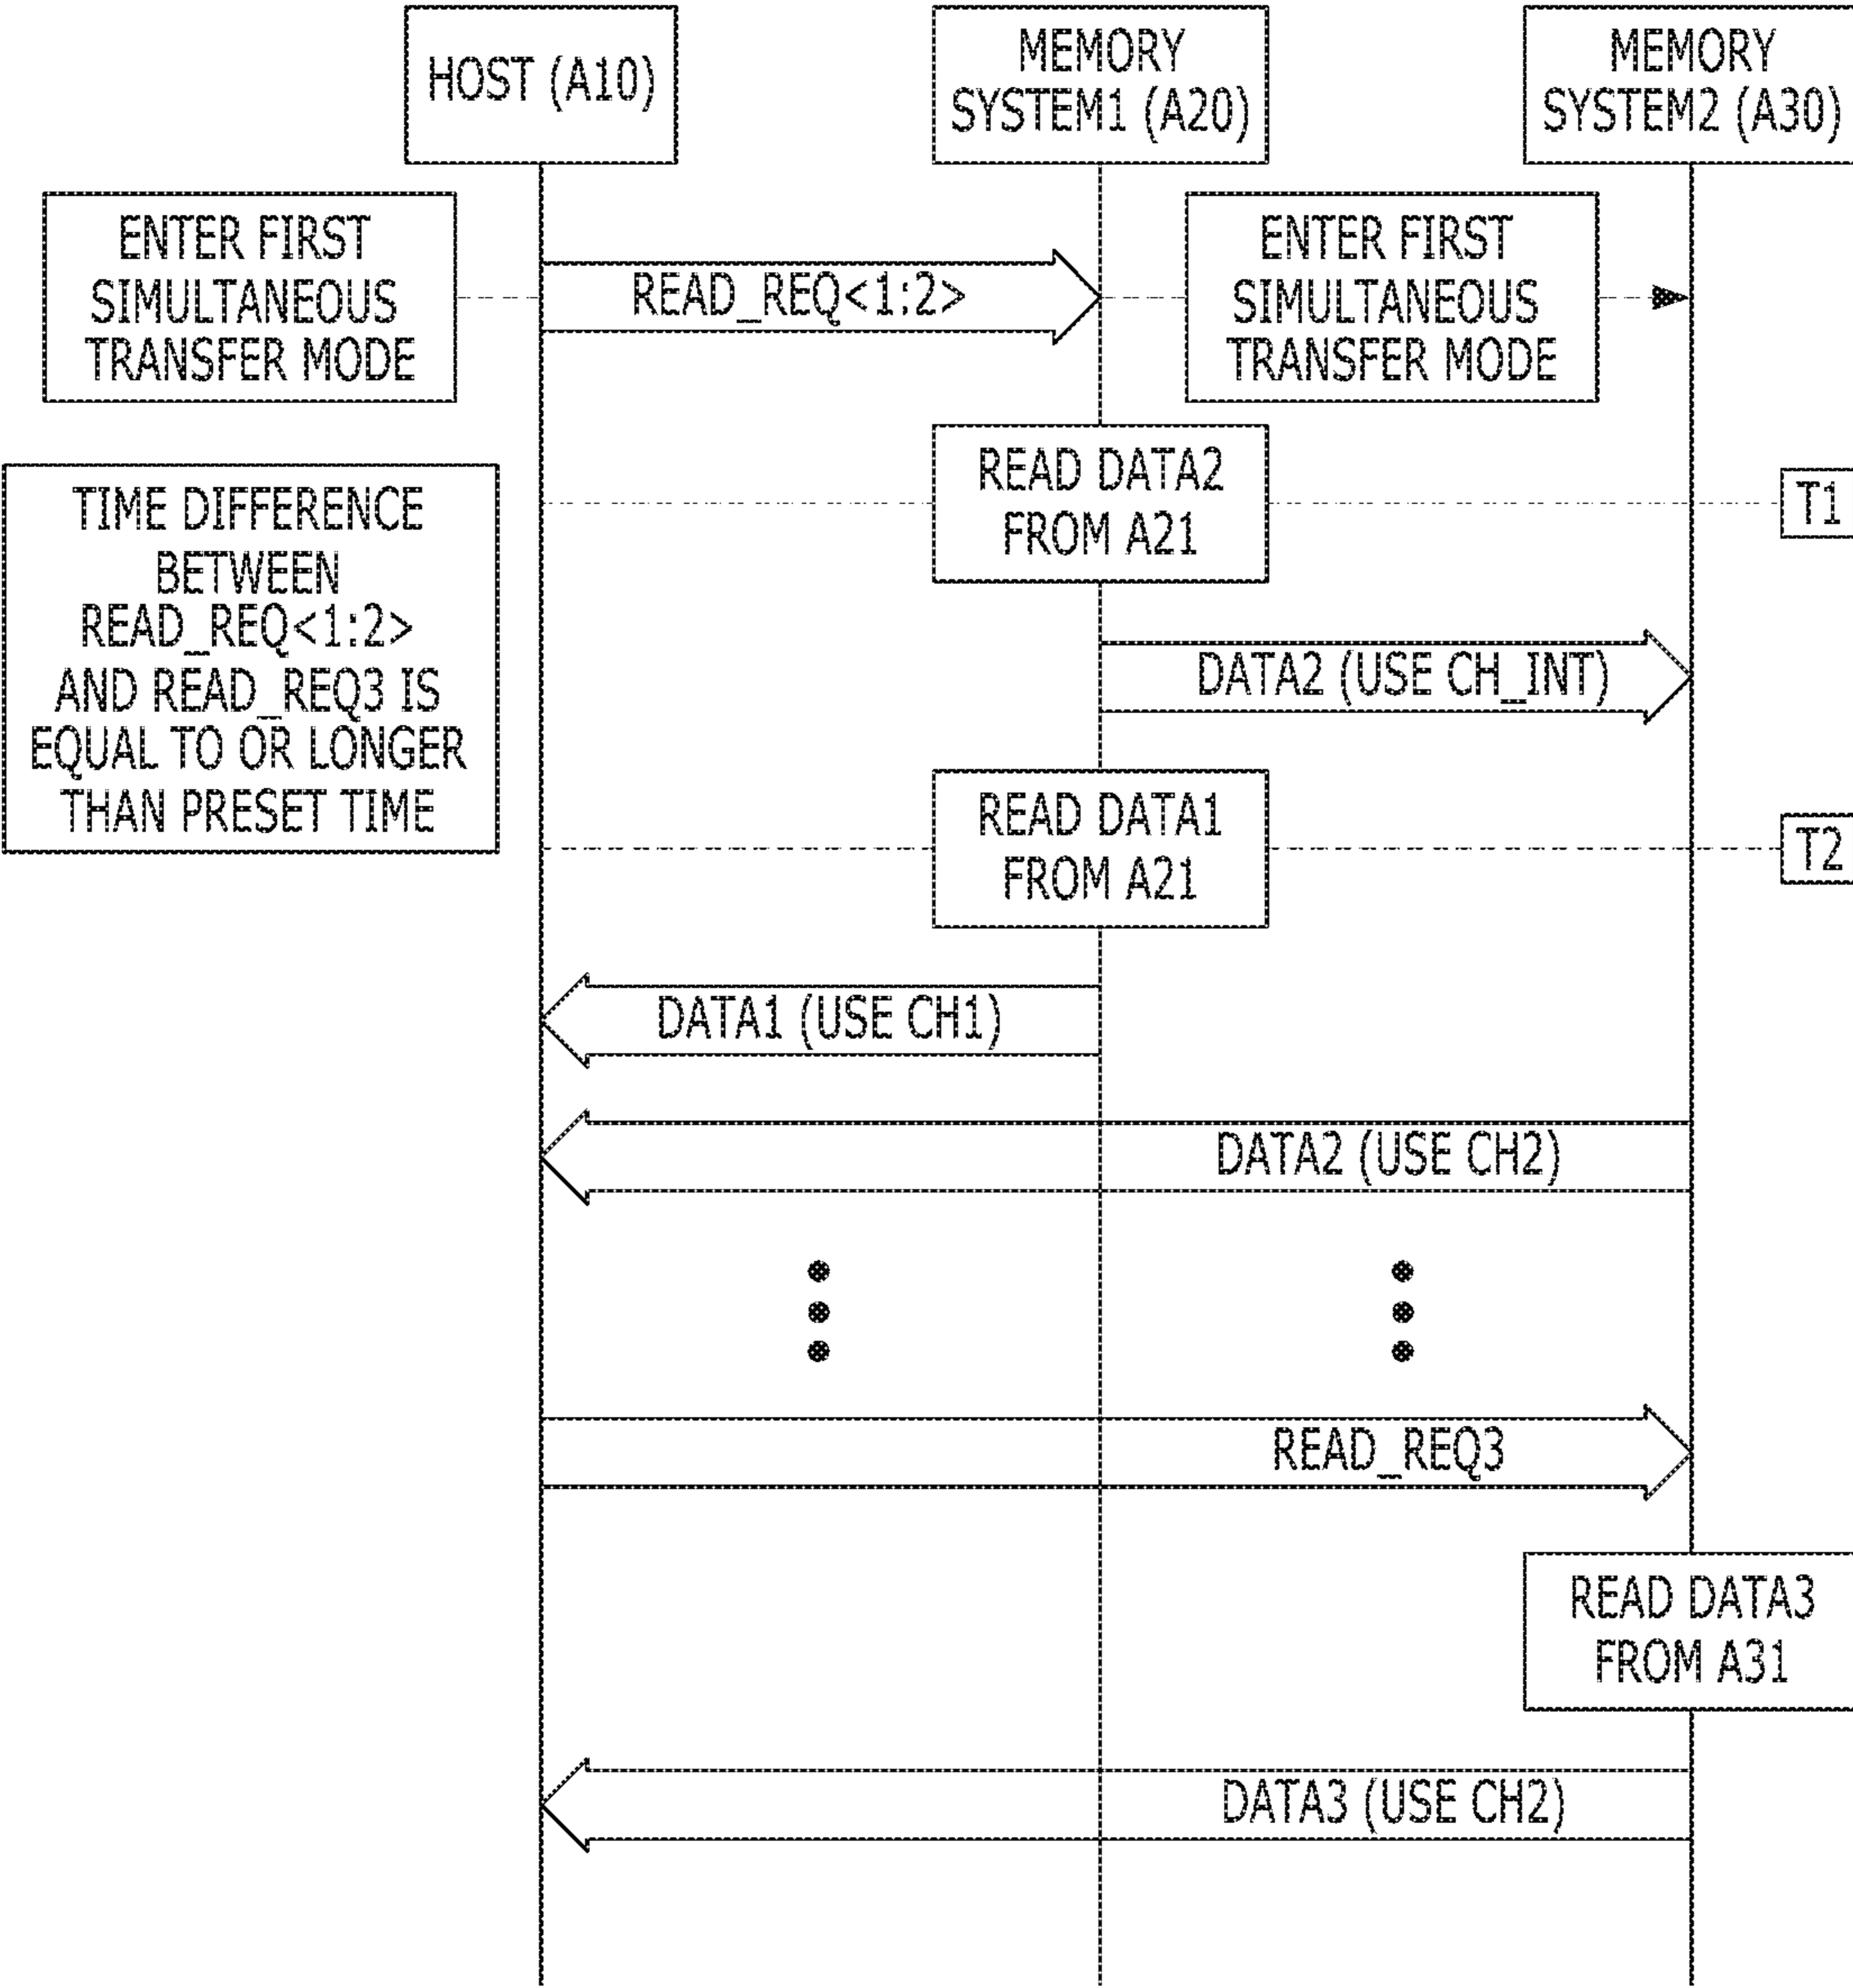 HOST (A10)
MEMORY
SYSTEM1 (A20)
MEMORY
SYSTEM2 (A30)
ENTER FIRST
SIMULTANEOUS
TRANSFER MODE
READ_REQ<1:2>
ENTER FIRST
SIMULTANEOUS
TRANSFER MODE
TIME DIFFERENCE
BETWEEN
READ_REQ<1:2>
AND READ_REQ3 IS
EQUAL TO OR LONGER
THAN PRESET TIME
READ DATA2
FROM A21
T1
DATA2 (USE CH_INT)
READ DATA1
FROM A21
T2
DATA1 (USE CH1)
DATA2 (USE CH2)
READ_REQ3
READ DATA3
FROM A31
DATA3 (USE CH2)